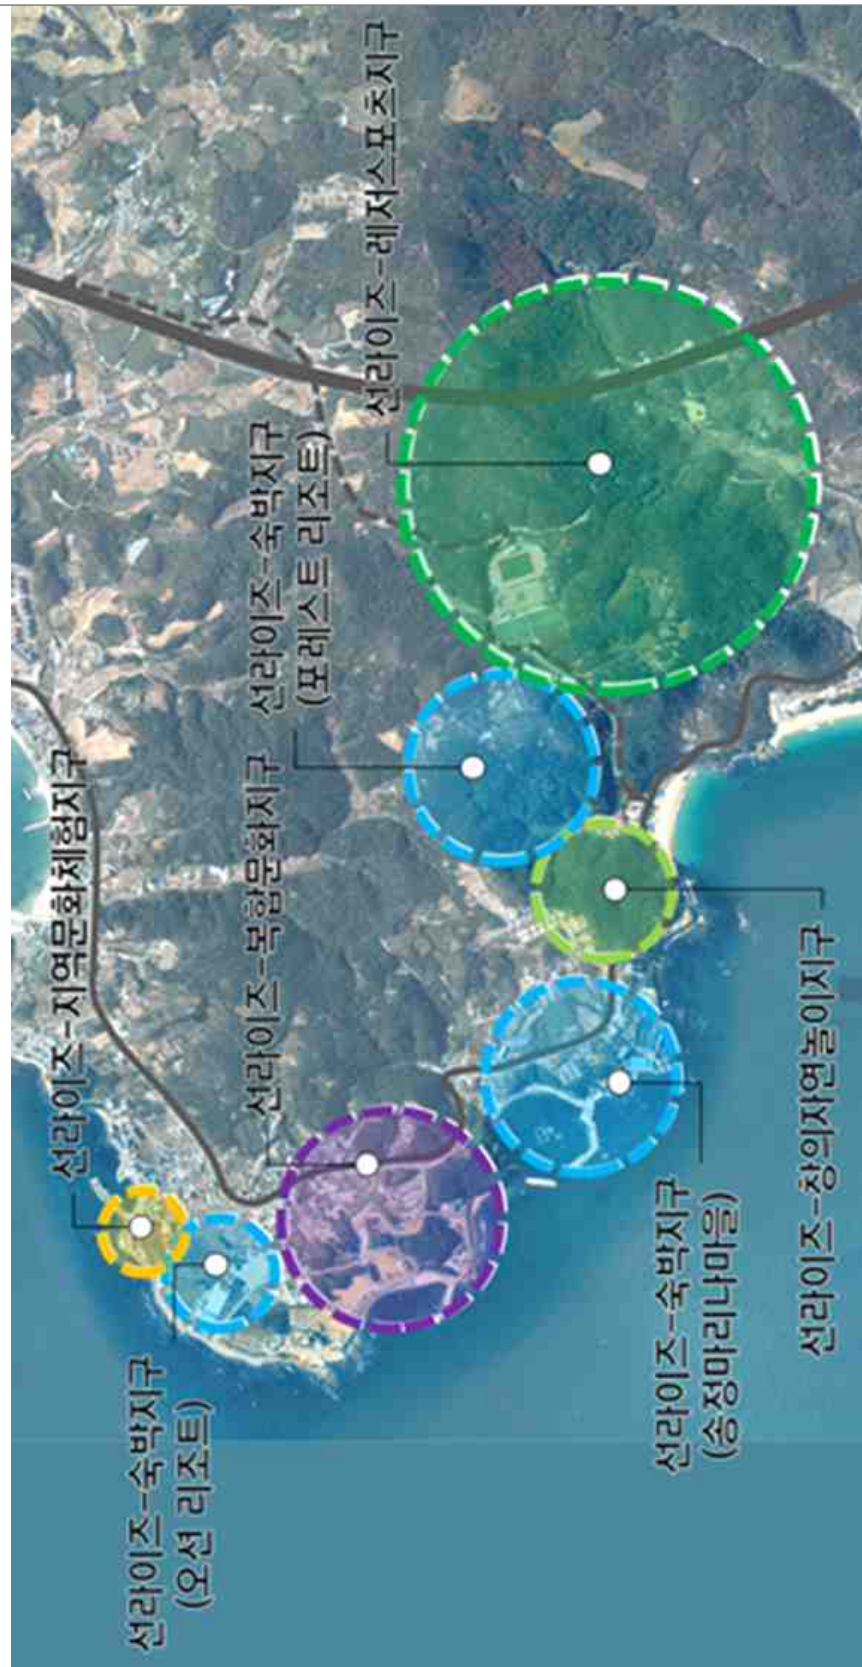 선라이즈-지역문화체험지구
선라이즈-숙박지구
(오션 리조트)
선라이즈-복합문화지구
선라이즈-숙박지구
(포레스트 리조트)
선라이즈-레저스포츠지구
선라이즈-숙박지구
(송정마리나마을)
선라이즈-창의자연놀이지구